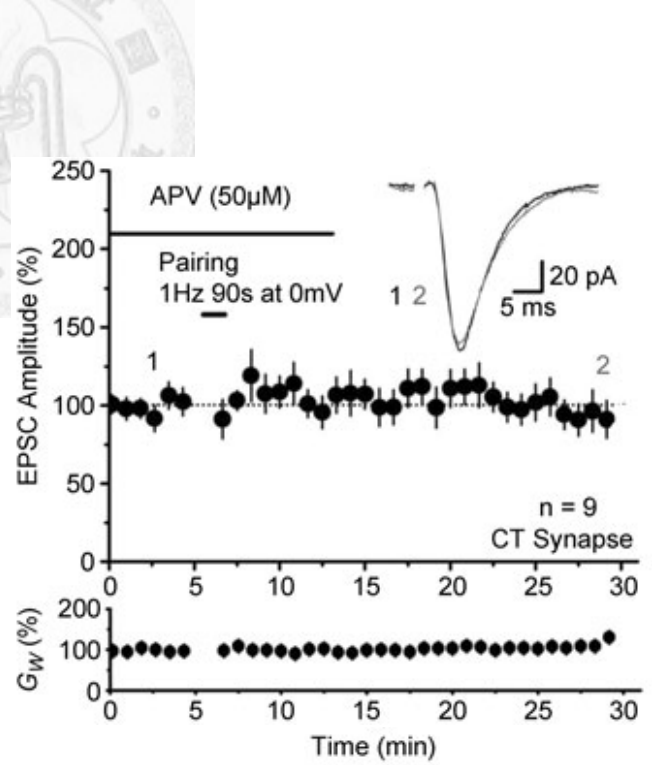 250
200
150
100
50
0
EPSC Amplitude (%)
APV (50µM)
Pairing
1Hz 90s at 0mV
1
1 2
20 pA
5 ms
2
n = 9
CT Synapse
0 5 10 15 20 25 30
200
100
0
G_W (%)
0 5 10 15 20 25 30
Time (min)